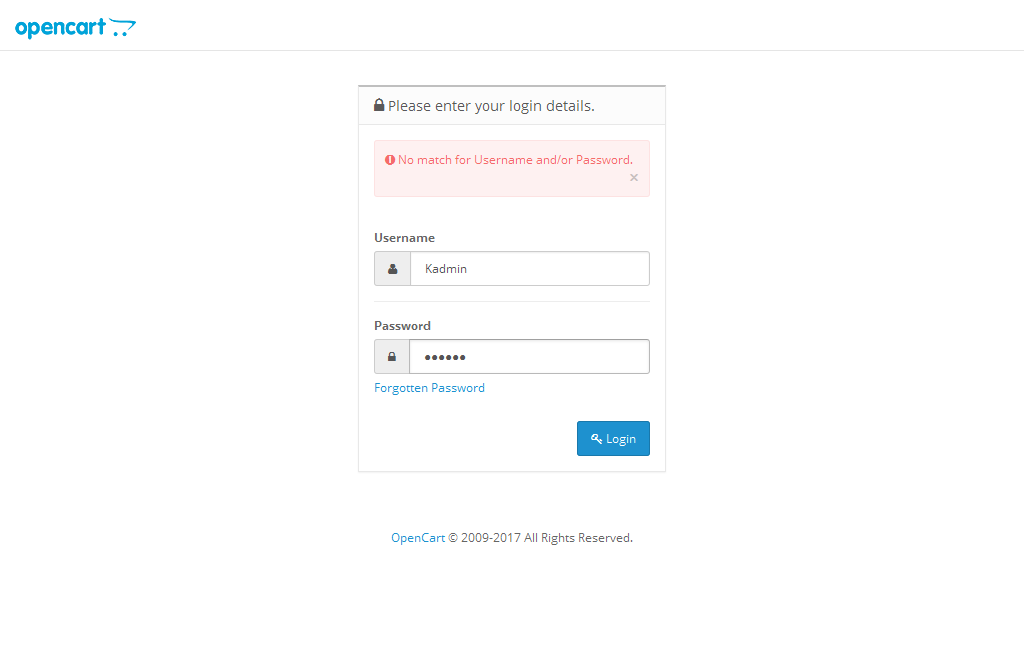 opencart
Please enter your login details.
No match for Username and/or Password.
×
Username
Kadmin
Password
••••••
Forgotten Password
Login
OpenCart © 2009-2017 All Rights Reserved.